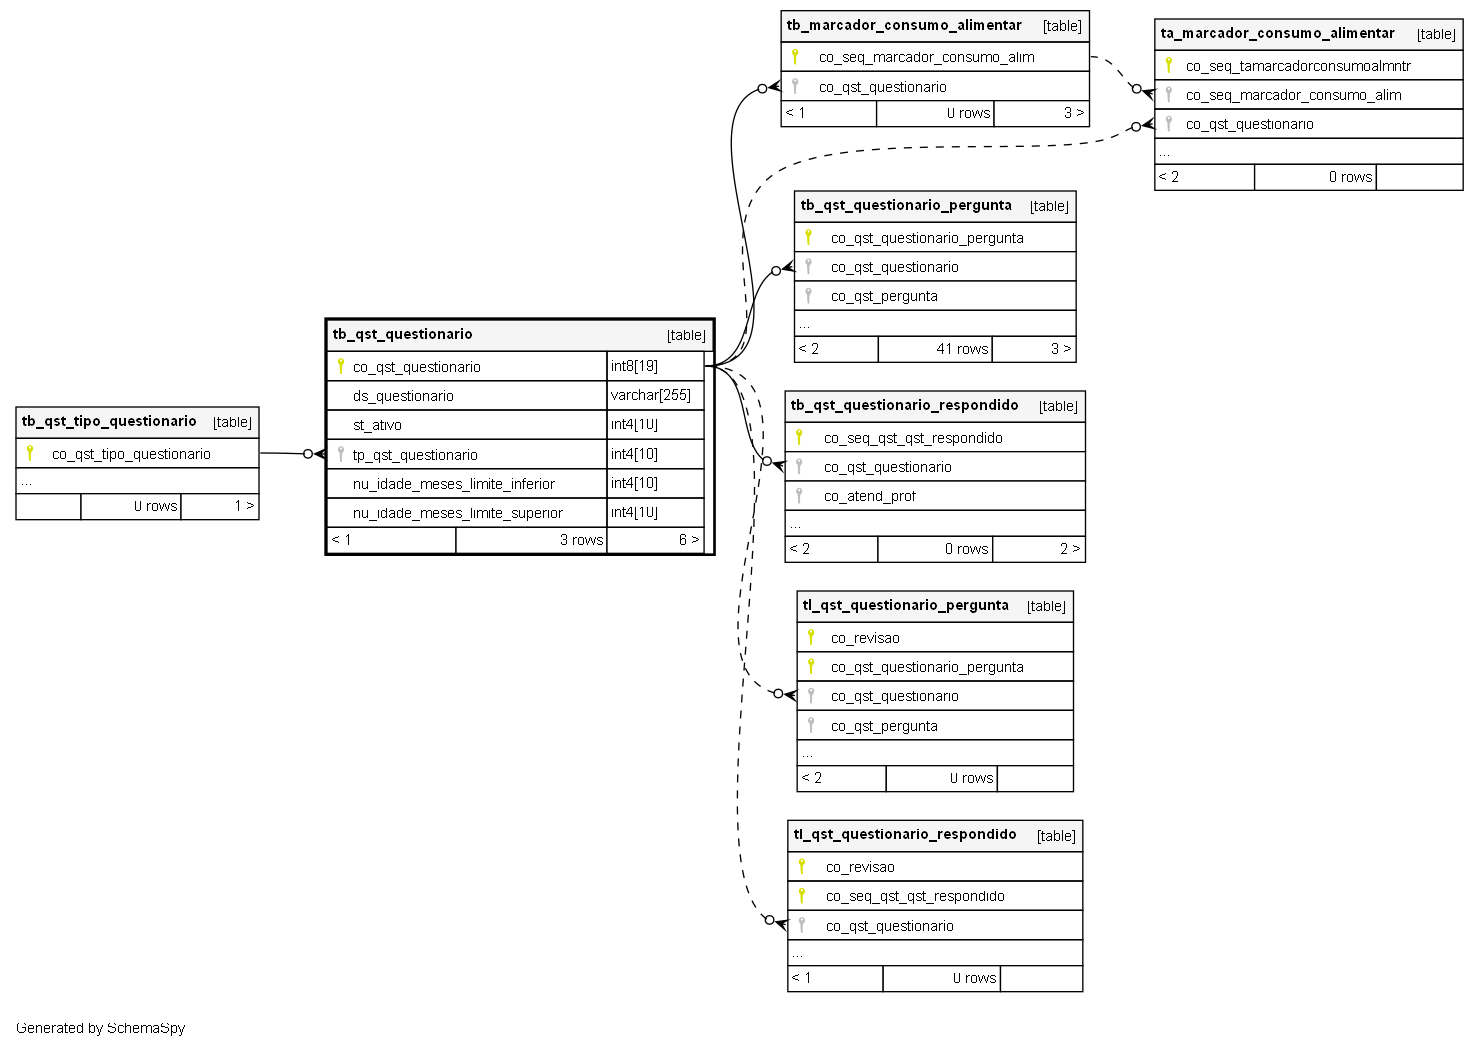 tb_qst_tipo_questionario [table]
co_qst_tipo_questionario
...
0 rows 1 >
tb_qst_questionario [table]
co_qst_questionario int8[19]
ds_questionario varchar[255]
st_ativo int4[10]
tp_qst_questionario int4[10]
nu_idade_meses_limite_inferior int4[10]
nu_idade_meses_limite_superior int4[10]
< 1 3 rows 6 >
tb_marcador_consumo_alimentar [table]
co_seq_marcador_consumo_alim
co_qst_questionario
< 1 0 rows 3 >
ta_marcador_consumo_alimentar [table]
co_seq_tamarcadorconsumoalmntr
co_seq_marcador_consumo_alim
co_qst_questionario
...
< 2 0 rows
tb_qst_questionario_pergunta [table]
co_qst_questionario_pergunta
co_qst_questionario
co_qst_pergunta
...
< 2 41 rows 3 >
tb_qst_questionario_respondido [table]
co_seq_qst_qst_respondido
co_qst_questionario
co_atend_prof
...
< 2 0 rows 2 >
tl_qst_questionario_pergunta [table]
co_revisao
co_qst_questionario_pergunta
co_qst_questionario
co_qst_pergunta
...
< 2 0 rows
tl_qst_questionario_respondido [table]
co_revisao
co_seq_qst_qst_respondido
co_qst_questionario
...
< 1 0 rows
Generated by SchemaSpy